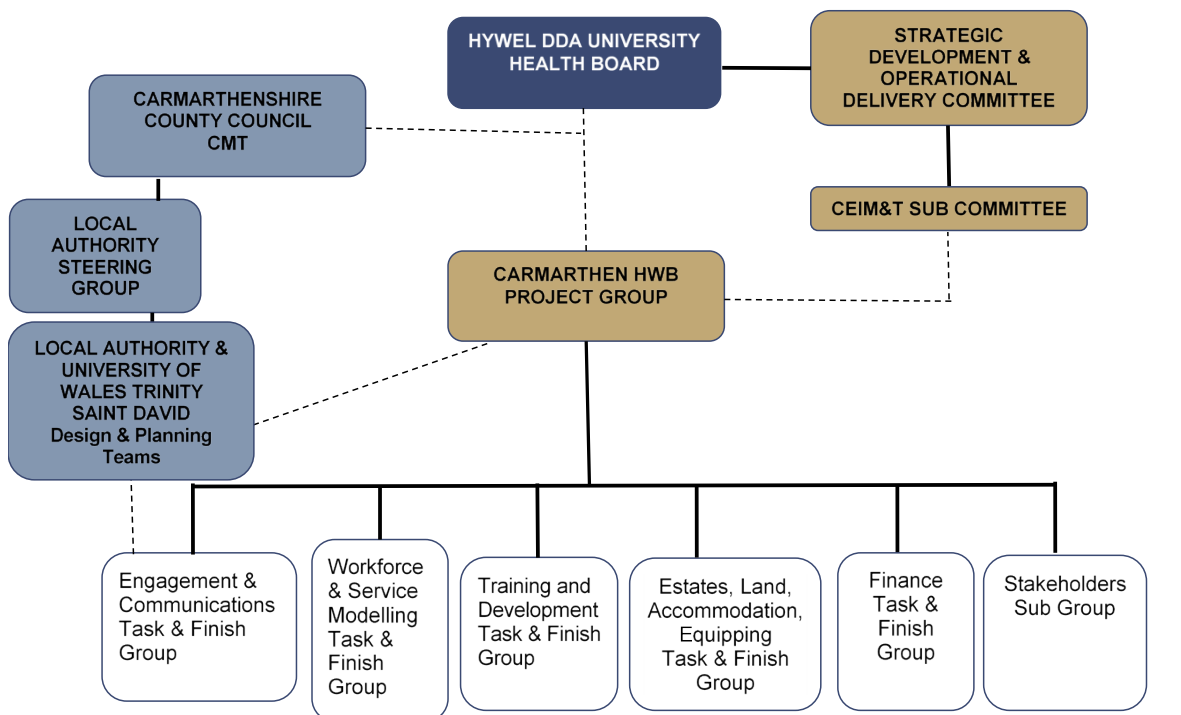 HYWEL DDA UNIVERSITY
HEALTH BOARD
STRATEGIC
DEVELOPMENT &
OPERATIONAL
DELIVERY COMMITTEE
CARMARTHENSHIRE
COUNTY COUNCIL
CMT
CEIM&T SUB COMMITTEE
LOCAL
AUTHORITY
STEERING
GROUP
CARMARTHEN HWB
PROJECT GROUP
LOCAL AUTHORITY &
UNIVERSITY OF
WALES TRINITY
SAINT DAVID
Design & Planning
Teams
Engagement &
Communications
Task & Finish
Group
Workforce
& Service
Modelling
Task &
Finish
Group
Training and
Development
Task & Finish
Group
Estates, Land,
Accommodation,
Equipping
Task & Finish
Group
Finance
Task &
Finish
Group
Stakeholders
Sub Group